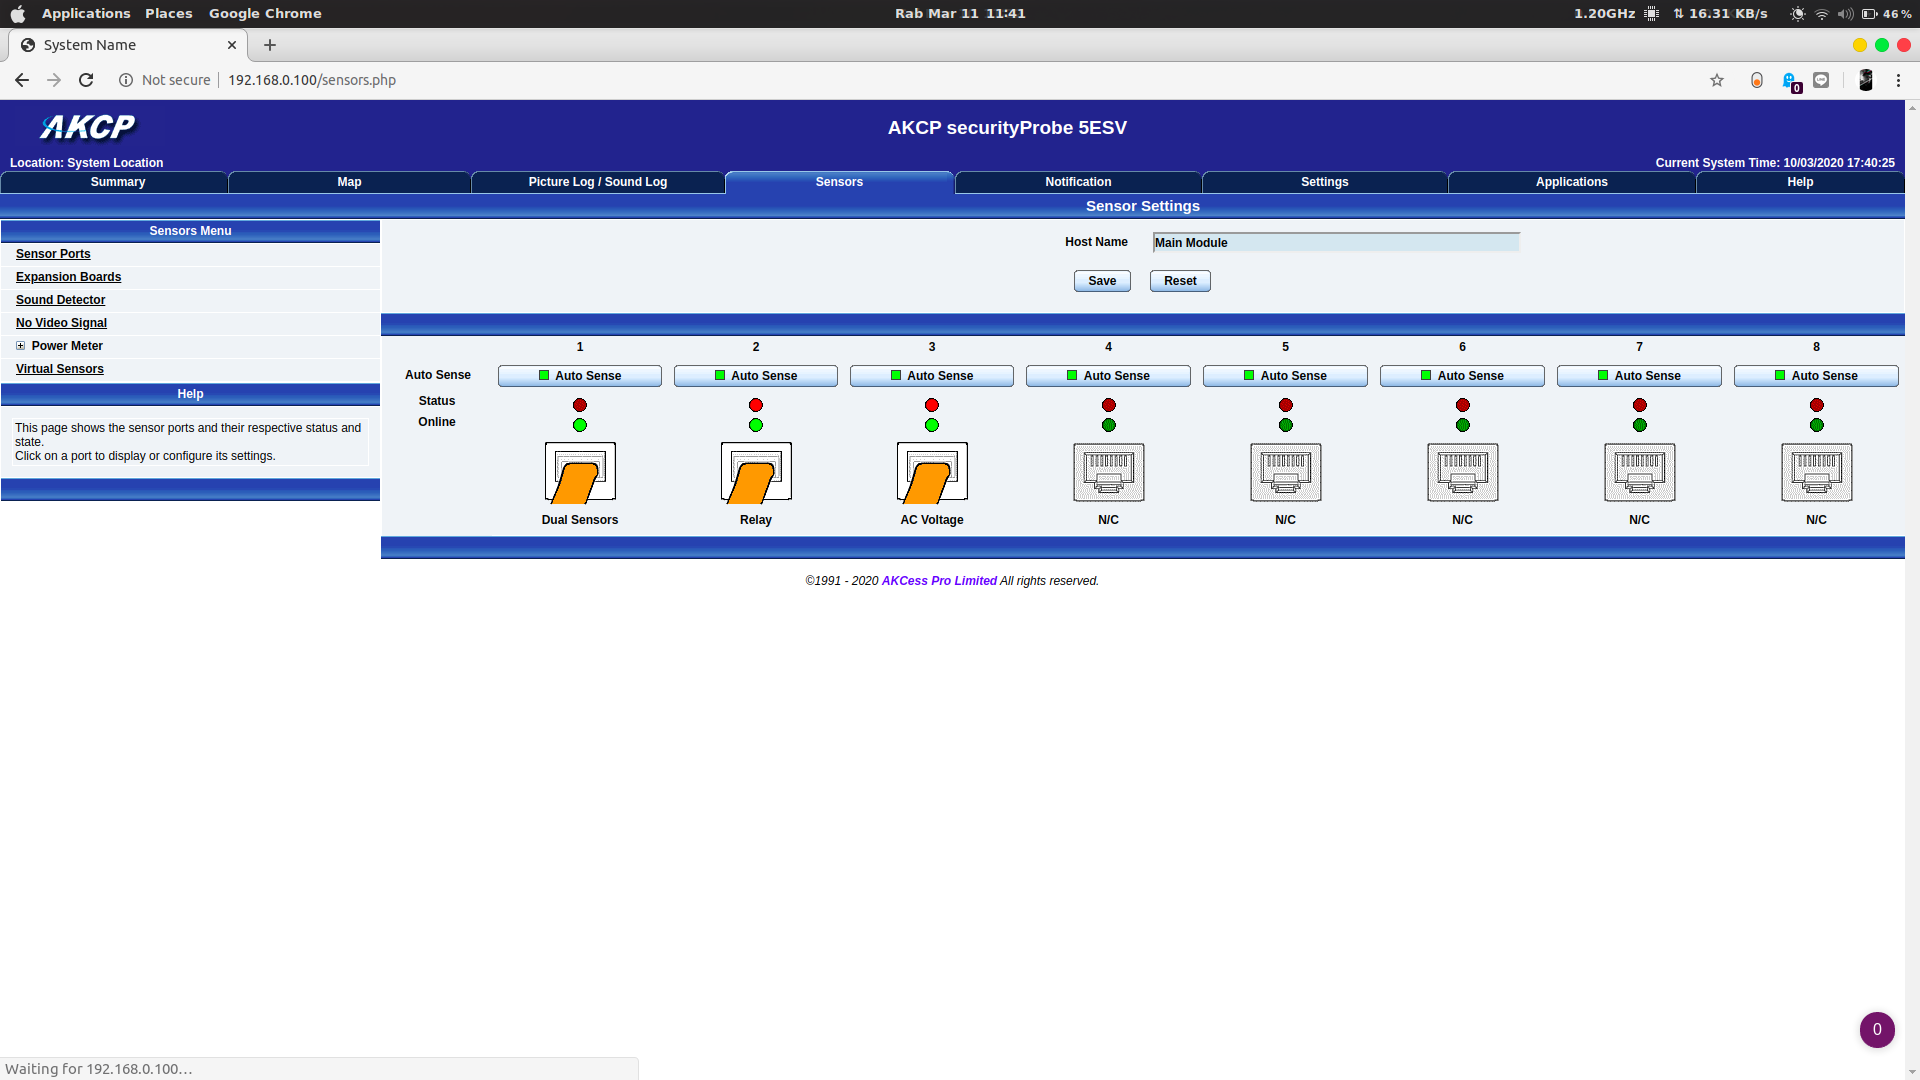 Applications Places Google Chrome Rab Mar 11 11:41 1.20GHz 16.31 KB/s 46 %
System Name
Not secure 192.168.0.100/sensors.php
0
AKCP
AKCP securityProbe 5ESV
Location: System Location Current System Time: 10/03/2020 17:40:25
Summary Map Picture Log / Sound Log Sensors Notification Settings Applications Help
Sensor Settings
Sensors Menu
Sensor Ports
Expansion Boards
Sound Detector
No Video Signal
Power Meter
Virtual Sensors
Help
This page shows the sensor ports and their respective status and
state.
Click on a port to display or configure its settings.
Host Name Main Module
Save Reset
1 2 3 4 5 6 7 8
Auto Sense Auto Sense Auto Sense Auto Sense Auto Sense Auto Sense Auto Sense Auto Sense Auto Sense
Status
Online
Dual Sensors Relay AC Voltage N/C N/C N/C N/C N/C
©1991 - 2020 AKCess Pro Limited All rights reserved.
0
Waiting for 192.168.0.100…